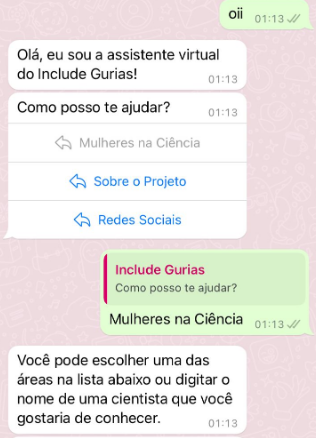 oii
01:13
Olá, eu sou a assistente virtual
do Include Gurias!
01:13
Como posso te ajudar?
01:13
Mulheres na Ciência
Sobre o Projeto
Redes Sociais
Include Gurias
Como posso te ajudar?
Mulheres na Ciência
01:13
Você pode escolher uma das
áreas na lista abaixo ou digitar o
nome de uma cientista que você
gostaria de conhecer.
01:13